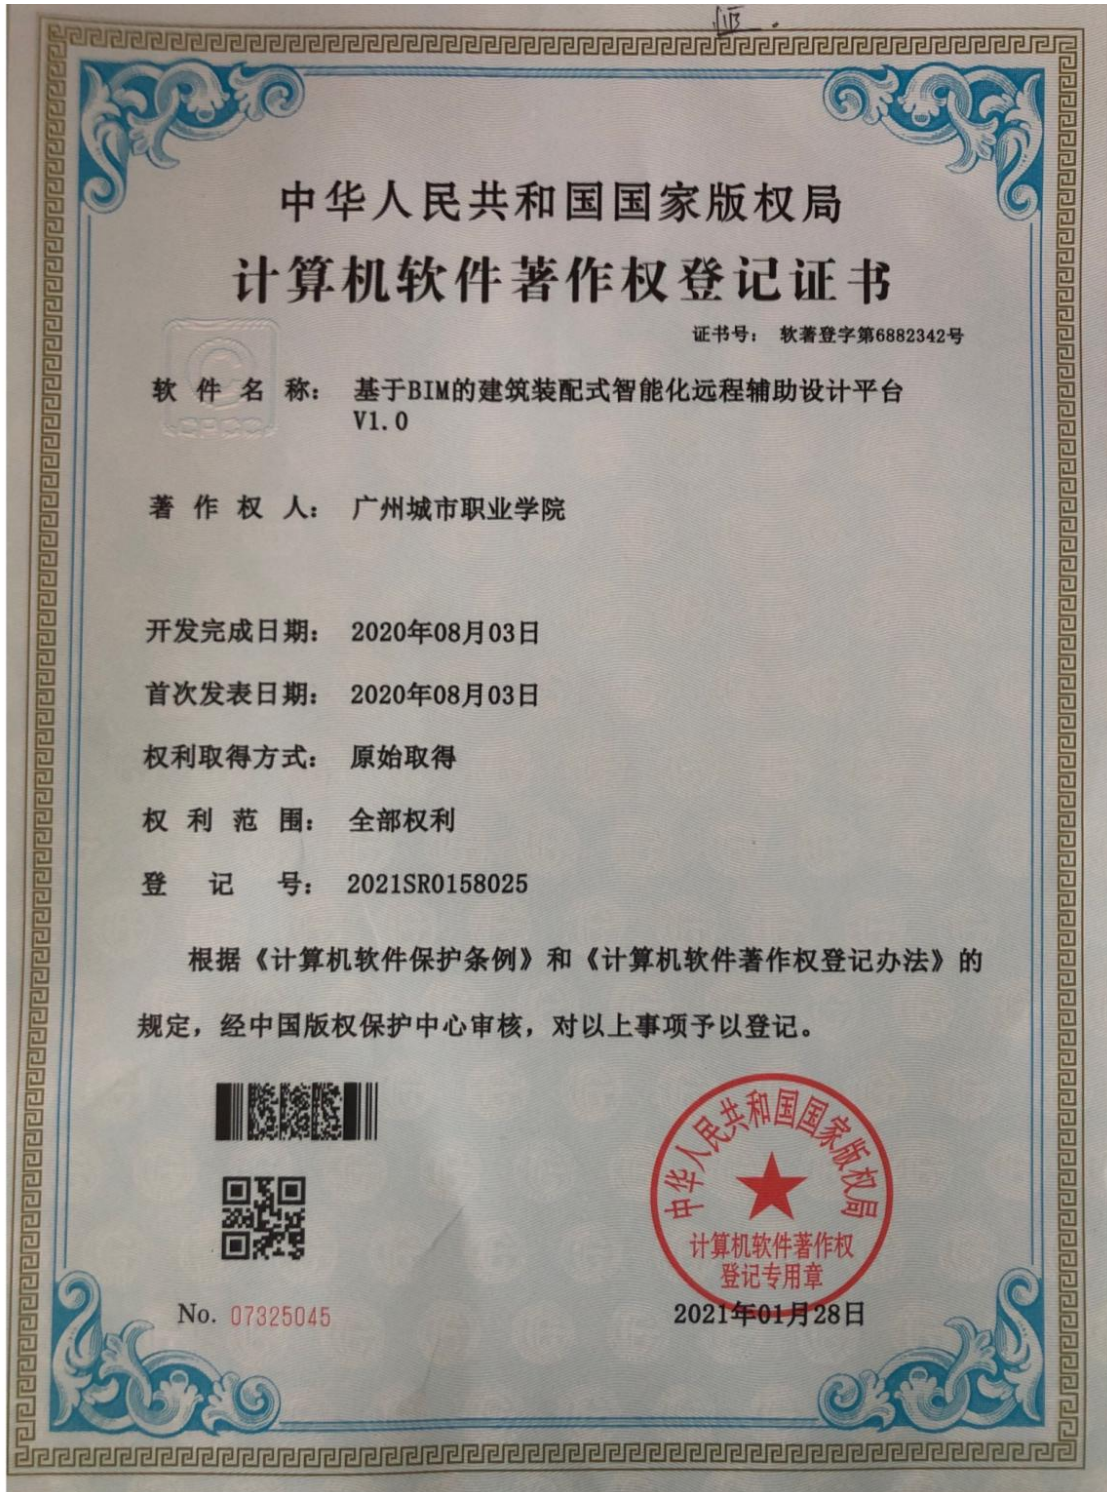 中华人民共和国国家版权局
计算机软件著作权登记证书
证书号： 软著登字第6882342号
软件名称： 基于BIM的建筑装配式智能化远程辅助设计平台
V1.0
著作权人： 广州城市职业学院
开发完成日期： 2020年08月03日
首次发表日期： 2020年08月03日
权利取得方式： 原始取得
权利范围： 全部权利
登记号： 2021SR0158025
根据《计算机软件保护条例》和《计算机软件著作权登记办法》的
规定，经中国版权保护中心审核，对以上事项予以登记。
中华人民共和国国家版权局
计算机软件著作权
登记专用章
No. 07325045
2021年01月28日